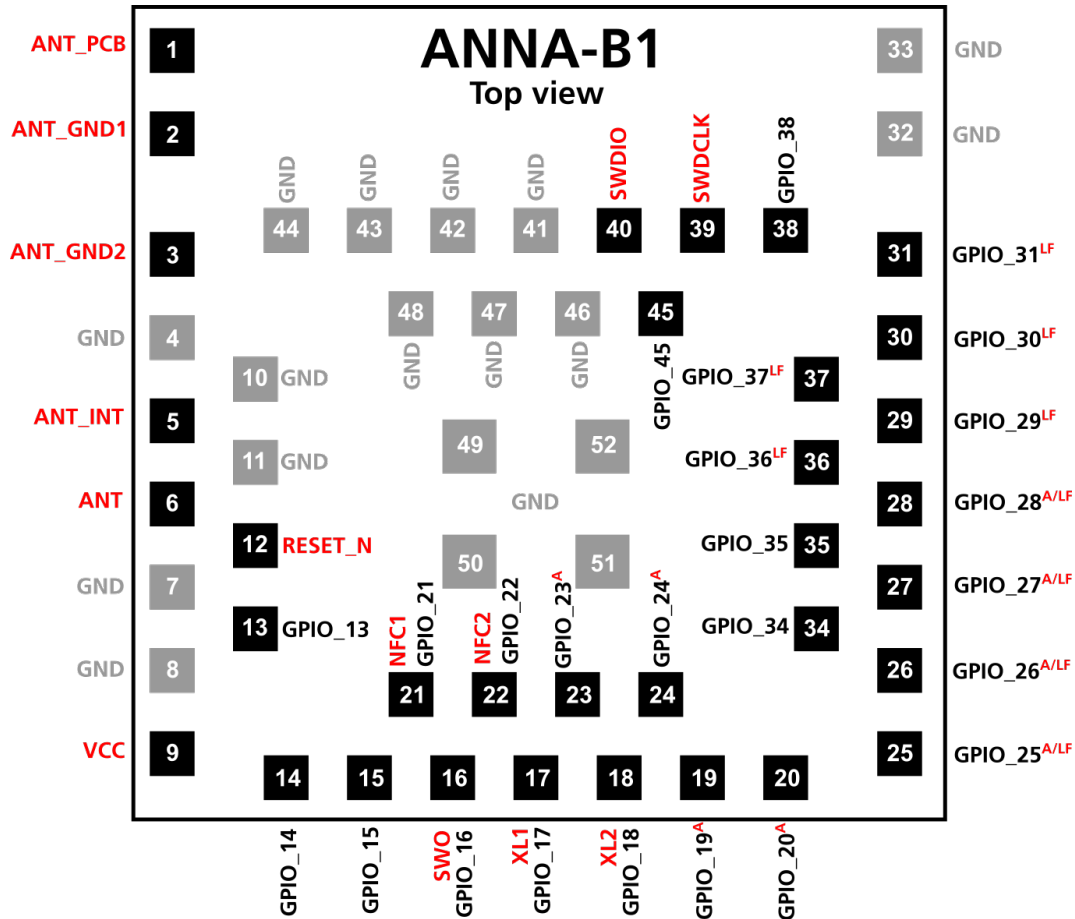 ANNA-B1
Top view
ANT_PCB 1
33 GND
ANT_GND1 2
32 GND
GND GND GND GND SWDIO SWDCLK GPIO_38
44 43 42 41 40 39 38
ANT_GND2 3
31 GPIO_31LF
48 47 46 45
GND GND GND GPIO_45
GND 4
30 GPIO_30LF
10 GND
GPIO_37LF 37
ANT_INT 5
29 GPIO_29LF
49 52
11 GND
GPIO_36LF 36
ANT 6
GND
28 GPIO_28A/LF
12 RESET_N
GPIO_35 35
50 51
GND 7
27 GPIO_27A/LF
13 GPIO_13
GPIO_34 34
NFC1 GPIO_21 NFC2 GPIO_22 GPIO_23A GPIO_24A
21 22 23 24
GND 8
26 GPIO_26A/LF
VCC 9
25 GPIO_25A/LF
14 15 16 17 18 19 20
GPIO_14 GPIO_15 SWO GPIO_16 XL1 GPIO_17 XL2 GPIO_18 GPIO_19A GPIO_20A